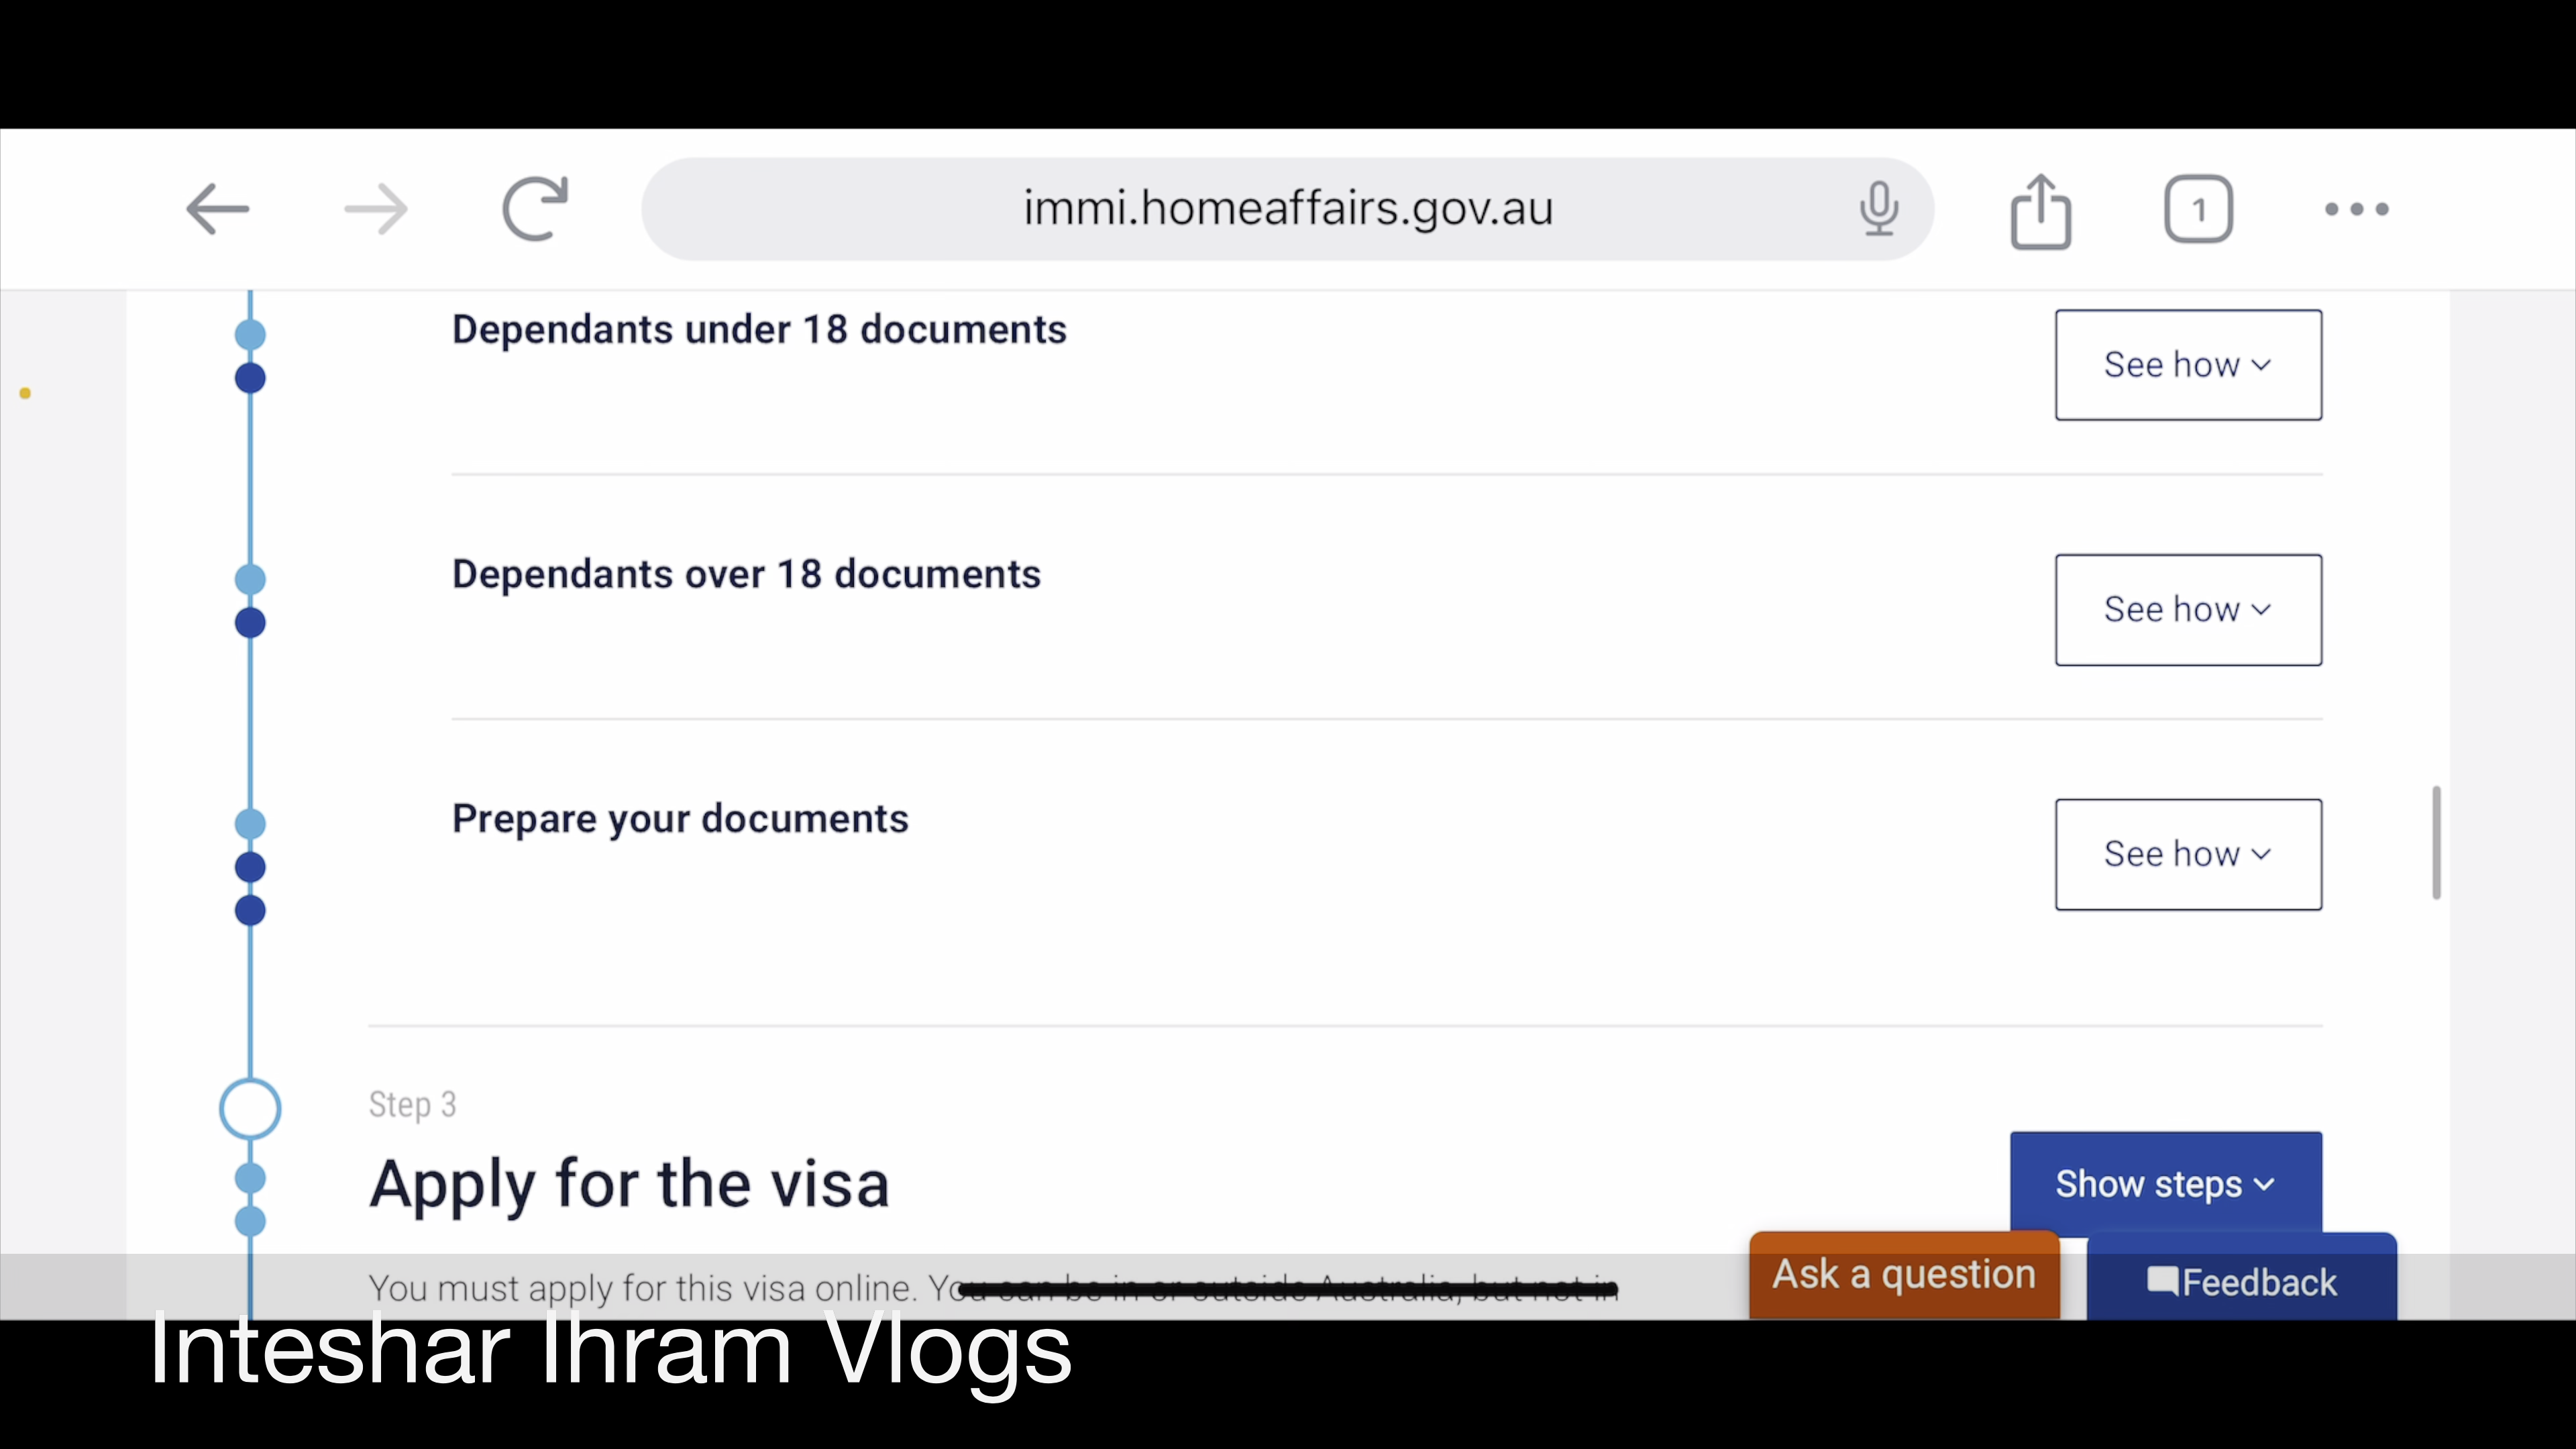 immi.homeaffairs.gov.au
1
Dependants under 18 documents
See how
Dependants over 18 documents
See how
Prepare your documents
See how
Step 3
Apply for the visa
Show steps
You must apply for this visa online.
Ask a question
Feedback
Inteshar Ihram Vlogs